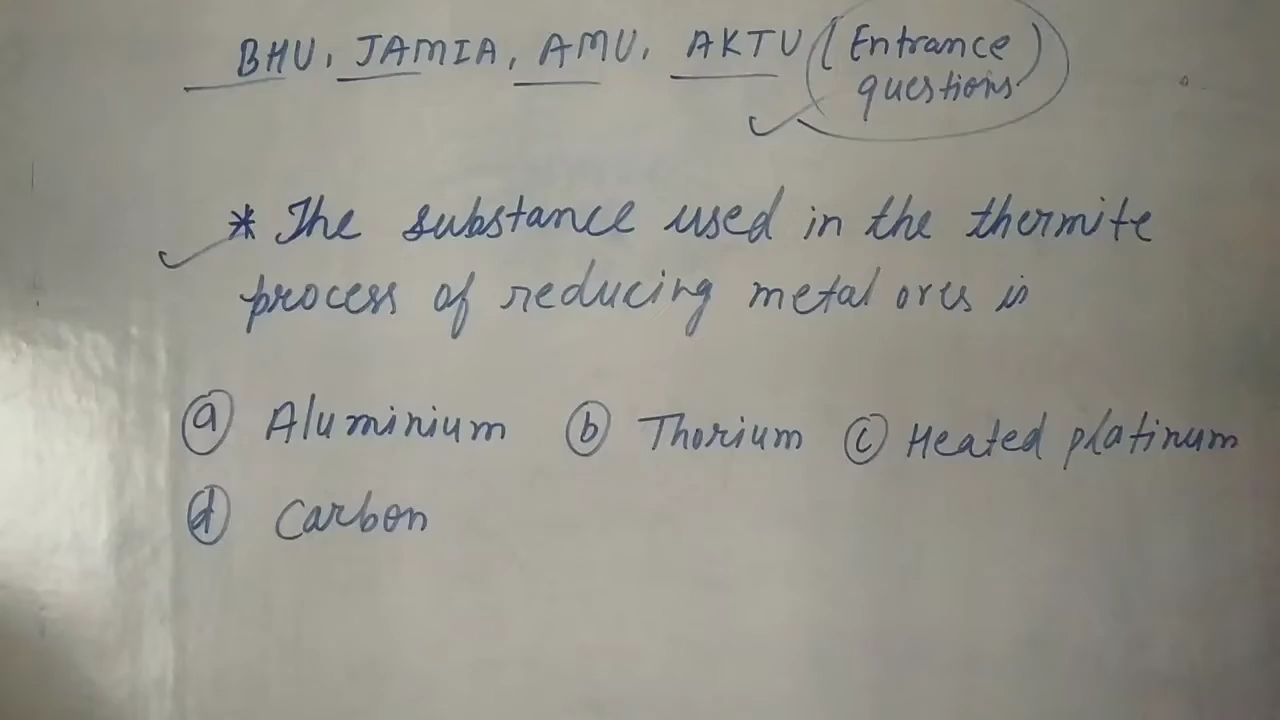 BHU, JAMIA, AMU, AKTU (Entrance
questions)
* The substance used in the thermite
process of reducing metal ores is
(a) Aluminium (b) Thorium (c) Heated platinum
(d) Carbon